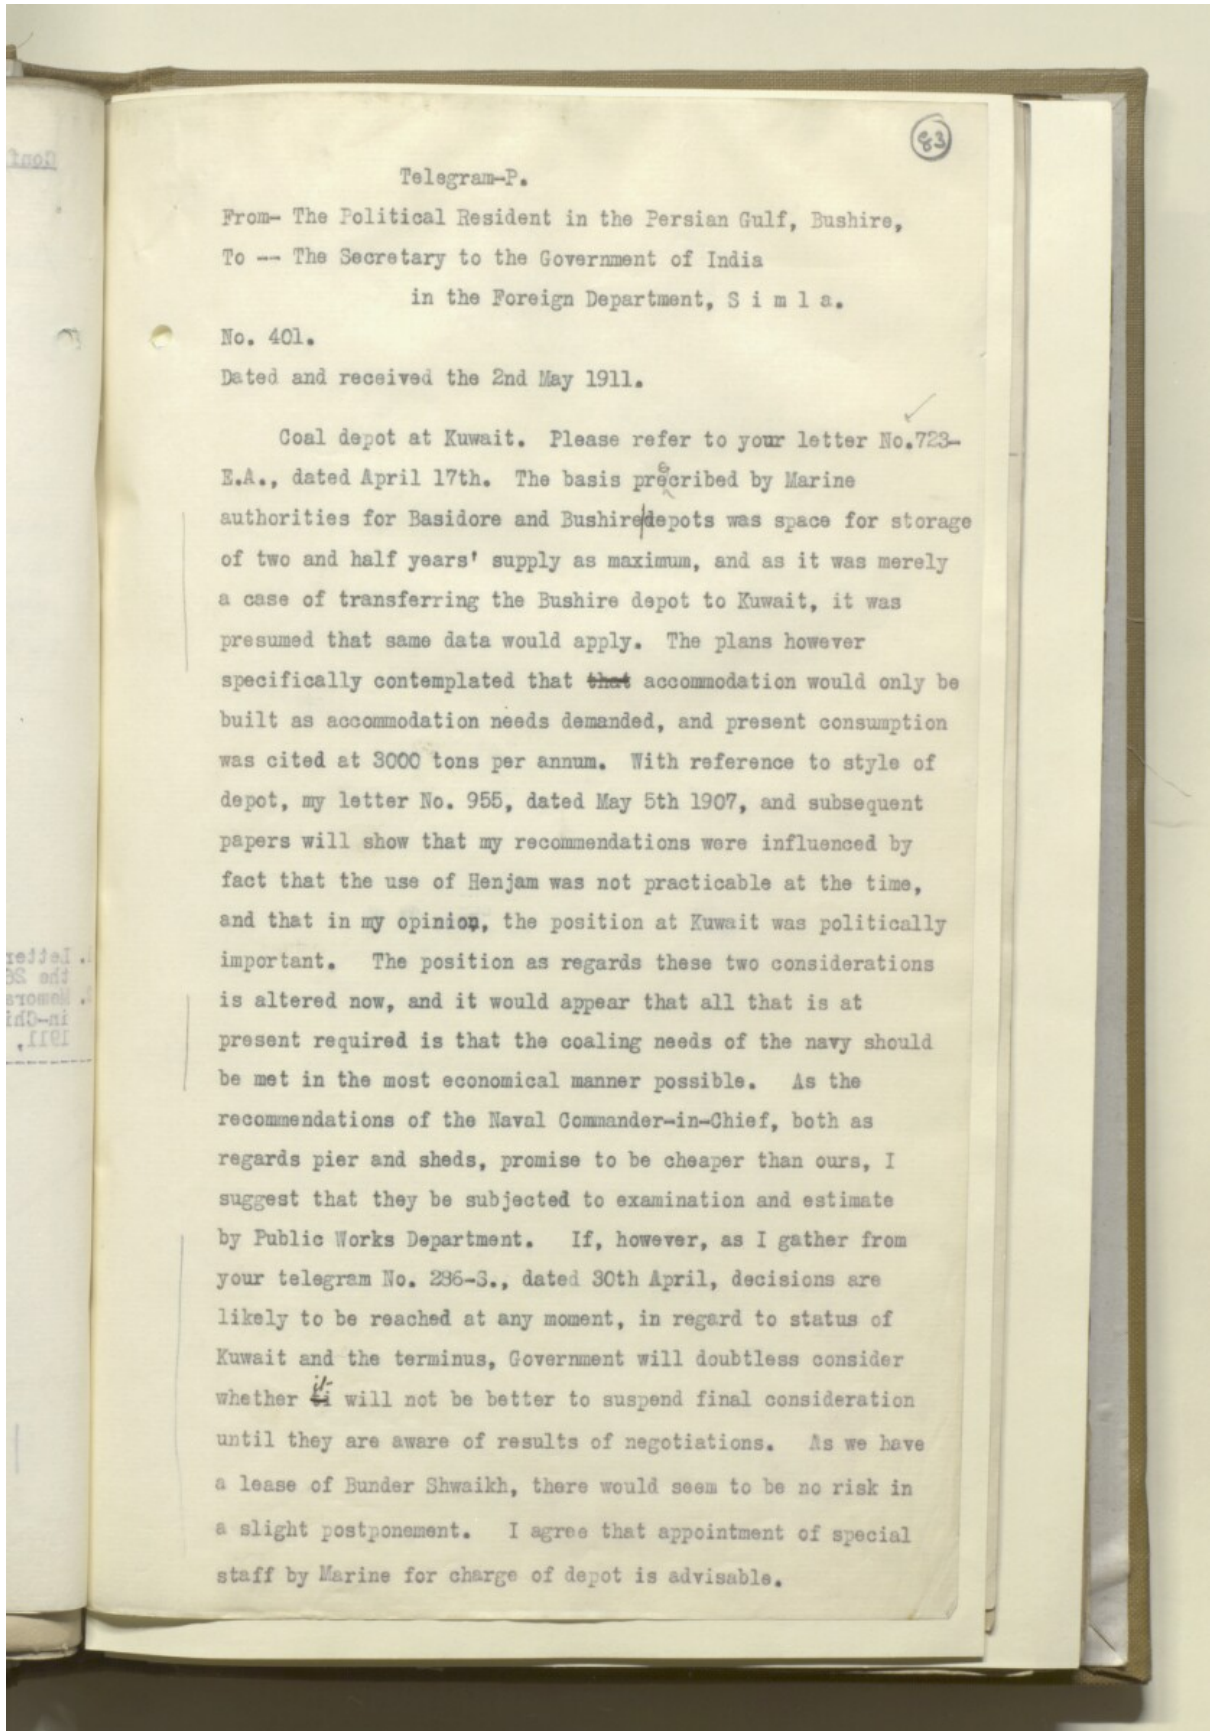 83
Telegram-P.
From- The Political Resident in the Persian Gulf, Bushire,
To -- The Secretary to the Government of India
in the Foreign Department, S i m l a.
No. 401.
Dated and received the 2nd May 1911.
Coal depot at Kuwait. Please refer to your letter No.723-
E.A., dated April 17th. The basis prescribed by Marine
authorities for Basidore and Bushire depots was space for storage
of two and half years' supply as maximum, and as it was merely
a case of transferring the Bushire depot to Kuwait, it was
presumed that same data would apply. The plans however
specifically contemplated that that accommodation would only be
built as accommodation needs demanded, and present consumption
was cited at 3000 tons per annum. With reference to style of
depot, my letter No. 955, dated May 5th 1907, and subsequent
papers will show that my recommendations were influenced by
fact that the use of Henjam was not practicable at the time,
and that in my opinion, the position at Kuwait was politically
important. The position as regards these two considerations
is altered now, and it would appear that all that is at
present required is that the coaling needs of the navy should
be met in the most economical manner possible. As the
recommendations of the Naval Commander-in-Chief, both as
regards pier and sheds, promise to be cheaper than ours, I
suggest that they be subjected to examination and estimate
by Public Works Department. If, however, as I gather from
your telegram No. 286-S., dated 30th April, decisions are
likely to be reached at any moment, in regard to status of
Kuwait and the terminus, Government will doubtless consider
whether it will not be better to suspend final consideration
until they are aware of results of negotiations. As we have
a lease of Bunder Shwaikh, there would seem to be no risk in
a slight postponement. I agree that appointment of special
staff by Marine for charge of depot is advisable.